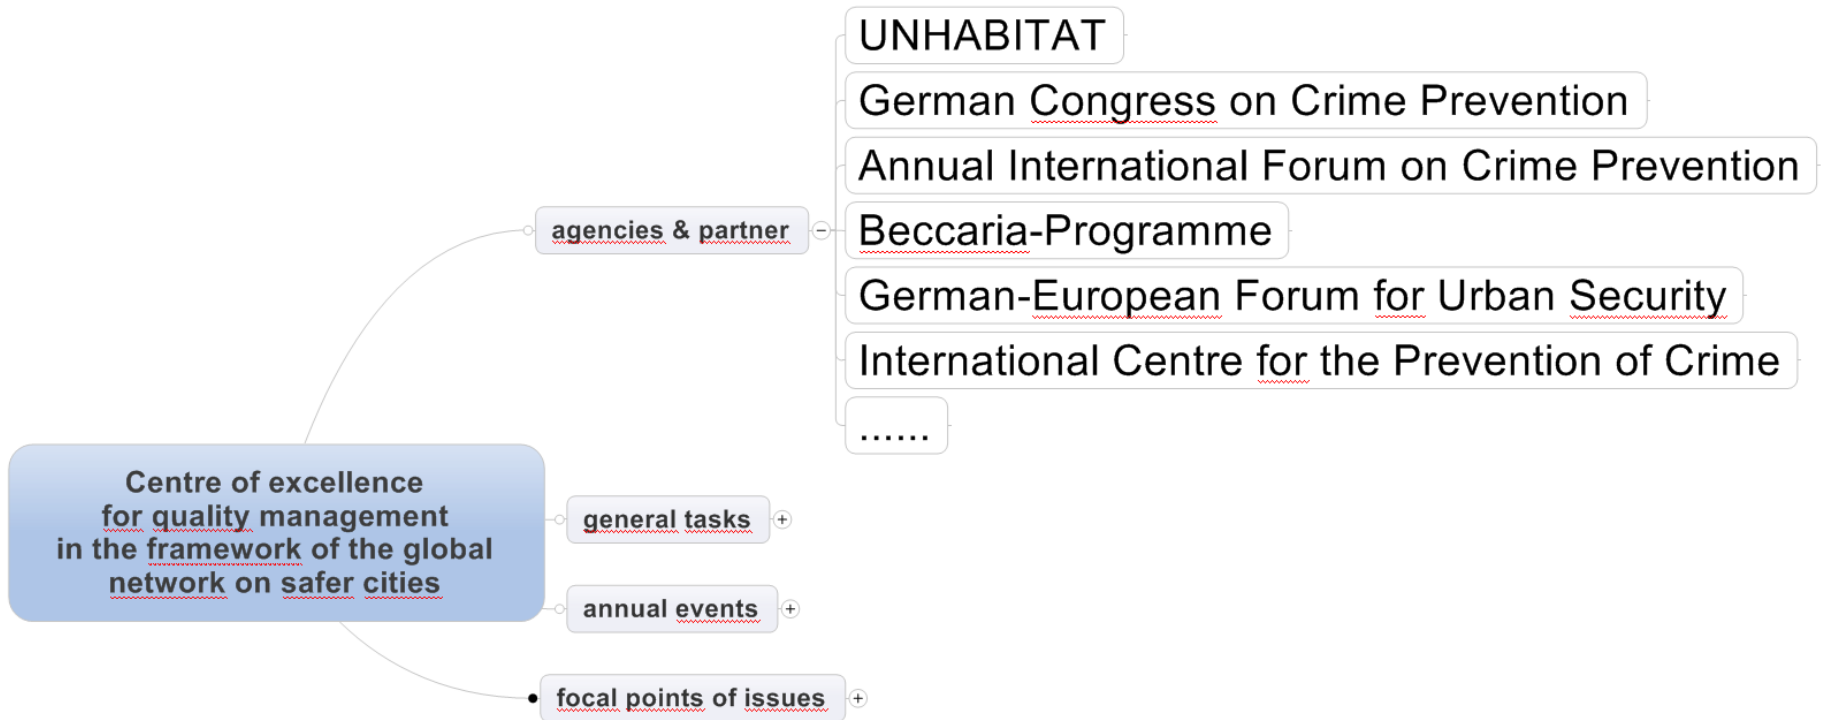 UNHABITAT
German Congress on Crime Prevention
Annual International Forum on Crime Prevention
agencies & partner
Beccaria-Programme
German-European Forum for Urban Security
International Centre for the Prevention of Crime
......
Centre of excellence
for quality management
in the framework of the global
network on safer cities
general tasks
annual events
focal points of issues